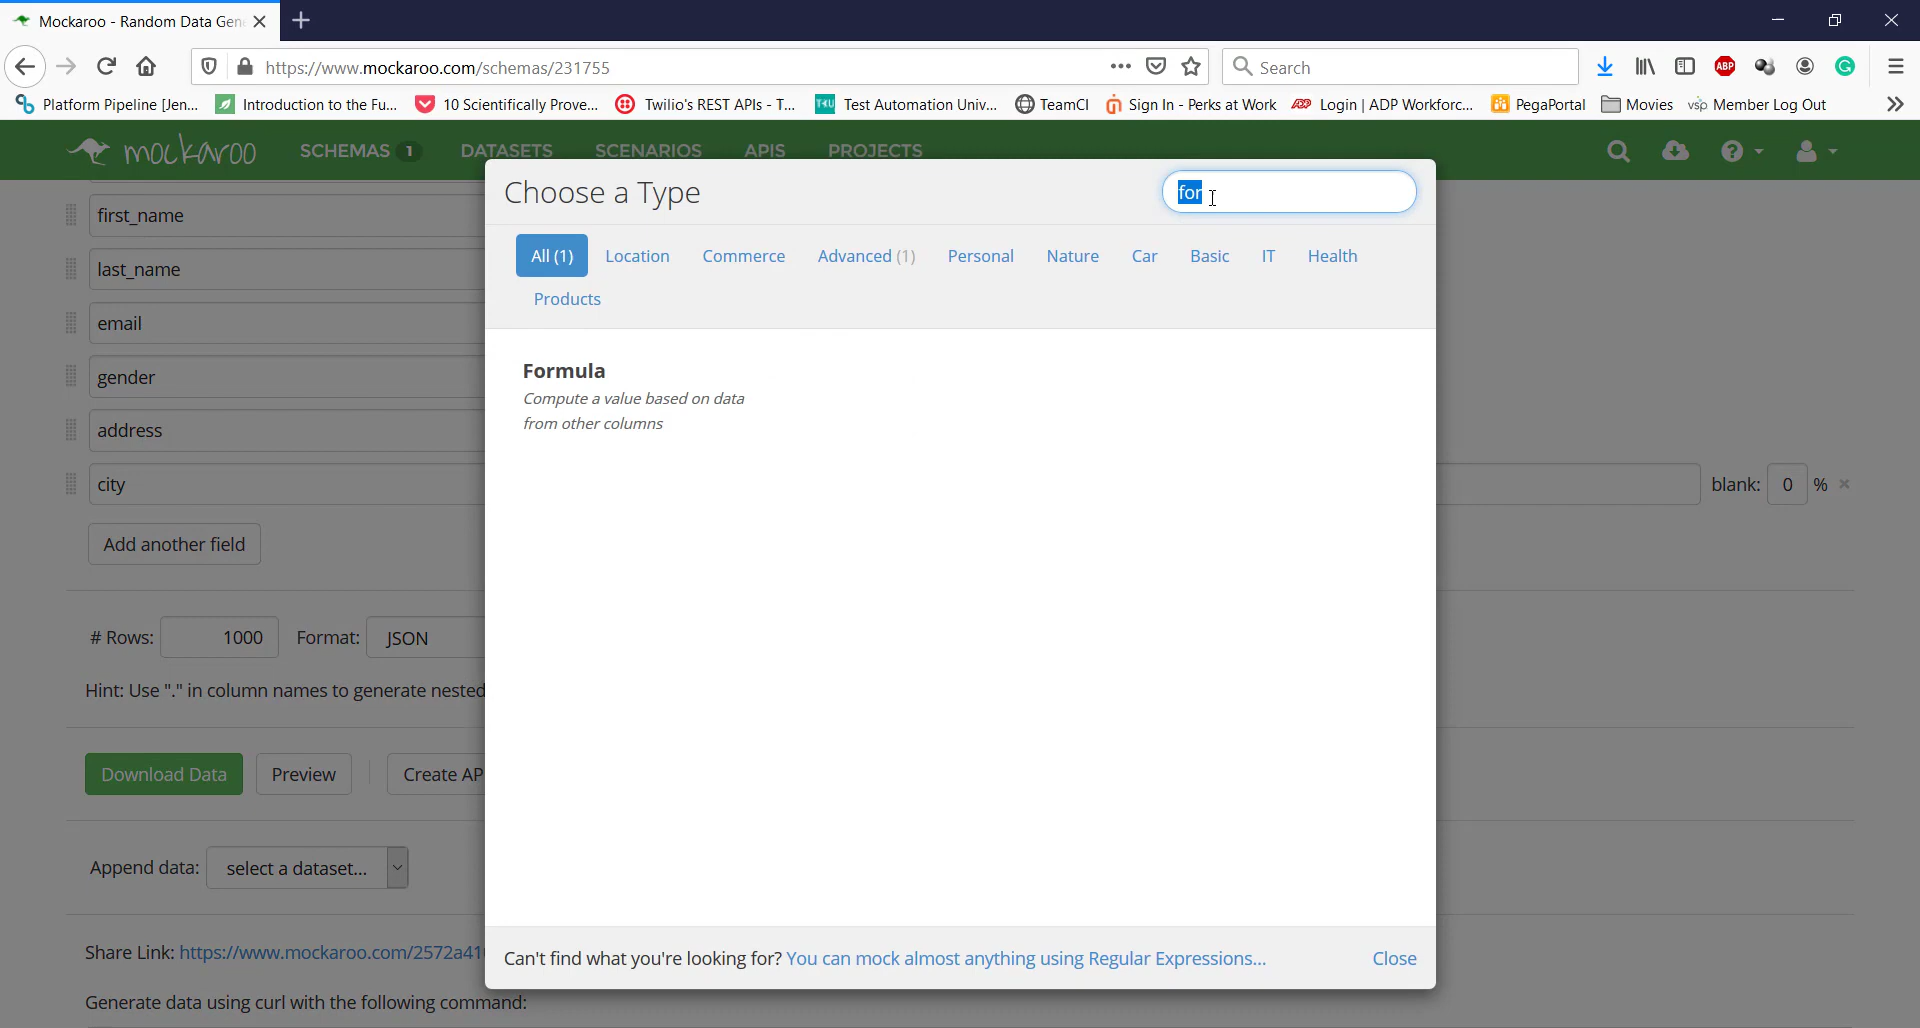 Mockaroo - Random Data Gen
https://www.mockaroo.com/schemas/231755
Search
Platform Pipeline [Jen...
Introduction to the Fu...
10 Scientifically Prove...
Twilio's REST APIs - T...
Test Automation Univ...
TeamCI
Sign In - Perks at Work
Login | ADP Workforc...
PegaPortal
Movies
Member Log Out
mockaroo
SCHEMAS 1
DATASETS
SCENARIOS
APIS
PROJECTS
Choose a Type
for
All (1)
Location
Commerce
Advanced (1)
Personal
Nature
Car
Basic
IT
Health
Products
Formula
Compute a value based on data
from other columns
first_name
last_name
email
gender
address
city
blank: 0 %
Add another field
# Rows: 1000 Format: JSON
Hint: Use "." in column names to generate nested
Download Data
Preview
Create AP
Append data: select a dataset...
Share Link: https://www.mockaroo.com/2572a41
Can't find what you're looking for? You can mock almost anything using Regular Expressions...
Close
Generate data using curl with the following command: